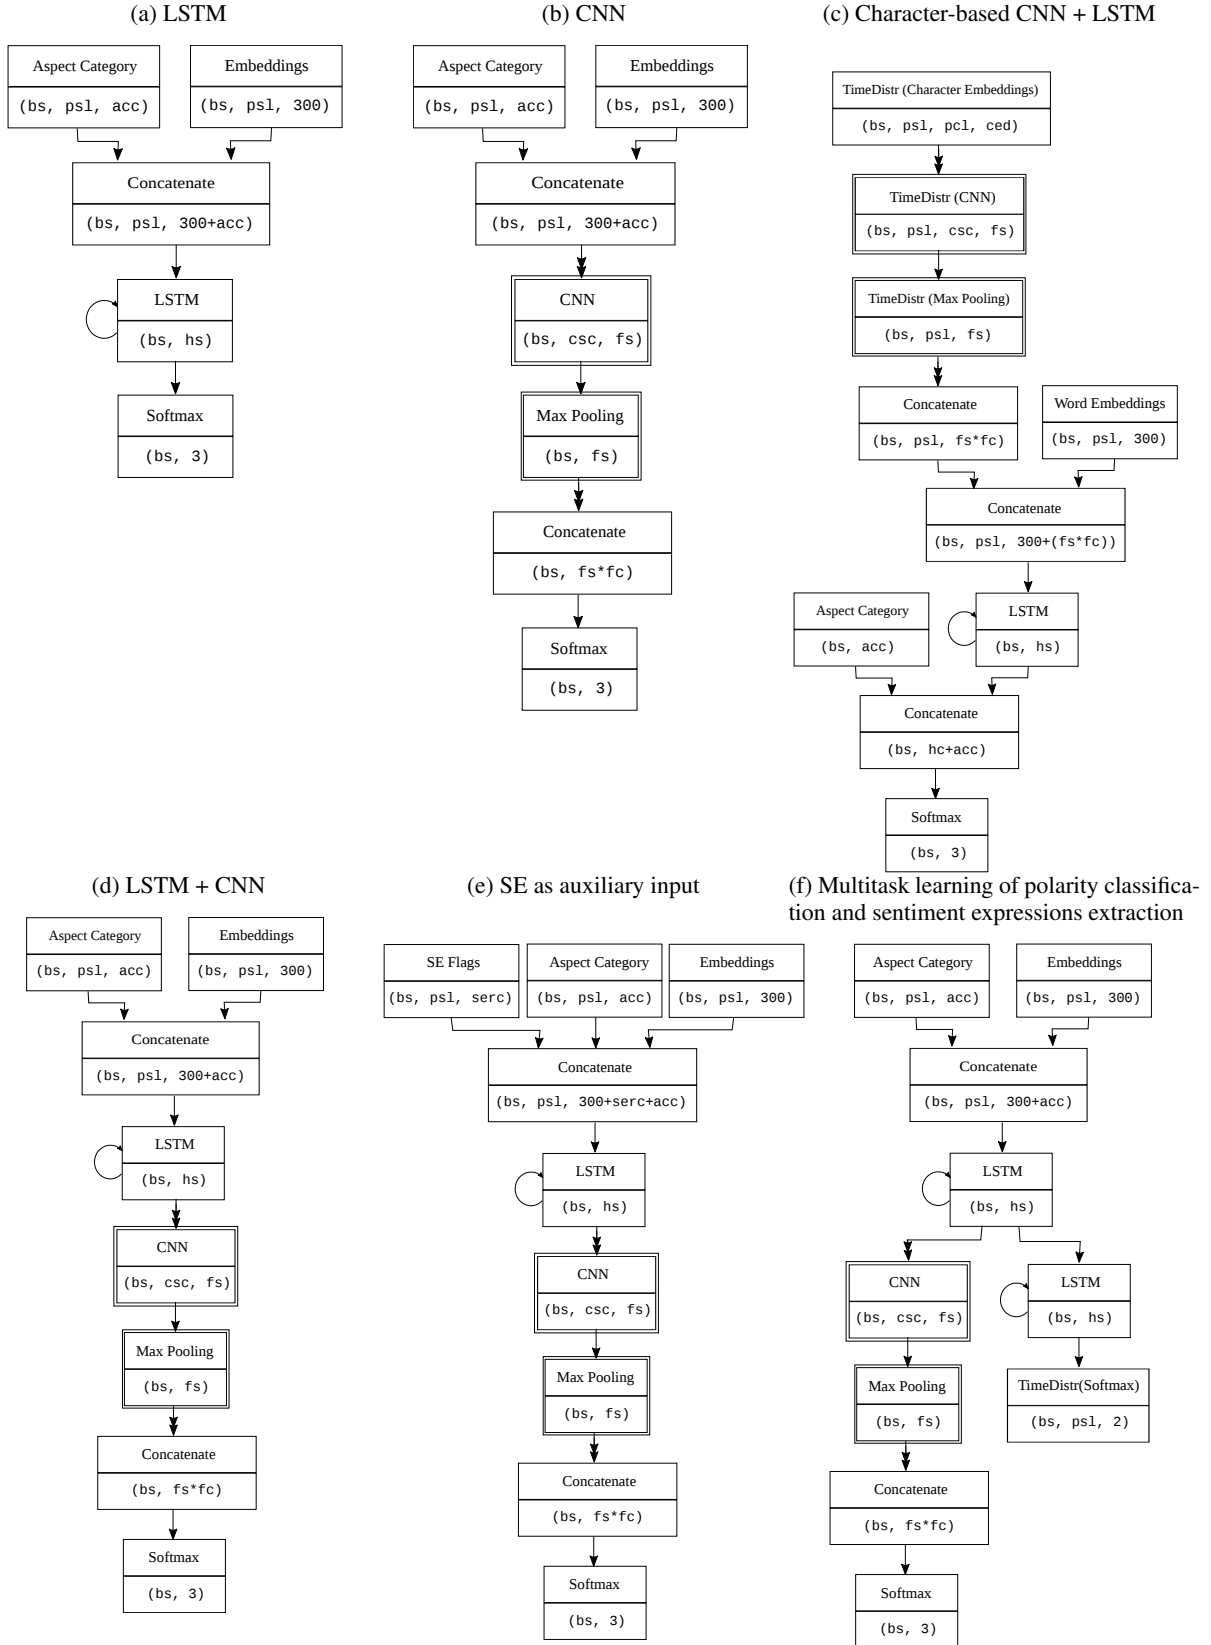 (a) LSTM
Aspect Category
(bs, psl, acc)
Embeddings
(bs, psl, 300)
Concatenate
(bs, psl, 300+acc)
LSTM
(bs, hs)
Softmax
(bs, 3)
(b) CNN
Aspect Category
(bs, psl, acc)
Embeddings
(bs, psl, 300)
Concatenate
(bs, psl, 300+acc)
CNN
(bs, csc, fs)
Max Pooling
(bs, fs)
Concatenate
(bs, fs*fc)
Softmax
(bs, 3)
(c) Character-based CNN + LSTM
TimeDistr (Character Embeddings)
(bs, psl, pcl, ced)
TimeDistr (CNN)
(bs, psl, csc, fs)
TimeDistr (Max Pooling)
(bs, psl, fs)
Concatenate
(bs, psl, fs*fc)
Word Embeddings
(bs, psl, 300)
Concatenate
(bs, psl, 300+(fs*fc))
Aspect Category
(bs, acc)
LSTM
(bs, hs)
Concatenate
(bs, hc+acc)
Softmax
(bs, 3)
(d) LSTM + CNN
Aspect Category
(bs, psl, acc)
Embeddings
(bs, psl, 300)
Concatenate
(bs, psl, 300+acc)
LSTM
(bs, hs)
CNN
(bs, csc, fs)
Max Pooling
(bs, fs)
Concatenate
(bs, fs*fc)
Softmax
(bs, 3)
(e) SE as auxiliary input
SE Flags
(bs, psl, serc)
Aspect Category
(bs, psl, acc)
Embeddings
(bs, psl, 300)
Concatenate
(bs, psl, 300+serc+acc)
LSTM
(bs, hs)
CNN
(bs, csc, fs)
Max Pooling
(bs, fs)
Concatenate
(bs, fs*fc)
Softmax
(bs, 3)
(f) Multitask learning of polarity classifica-
tion and sentiment expressions extraction
Aspect Category
(bs, psl, acc)
Embeddings
(bs, psl, 300)
Concatenate
(bs, psl, 300+acc)
LSTM
(bs, hs)
CNN
(bs, csc, fs)
LSTM
(bs, hs)
Max Pooling
(bs, fs)
TimeDistr(Softmax)
(bs, psl, 2)
Concatenate
(bs, fs*fc)
Softmax
(bs, 3)